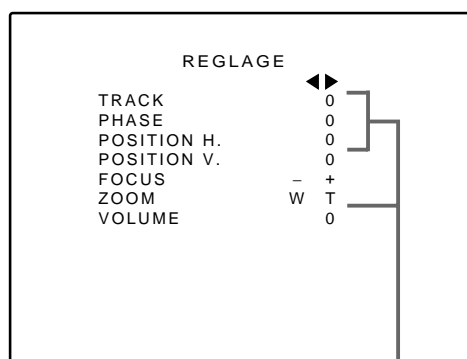 REGLAGE
◀▶
TRACK 0
PHASE 0
POSITION H. 0
POSITION V. 0
FOCUS – +
ZOOM W T
VOLUME 0